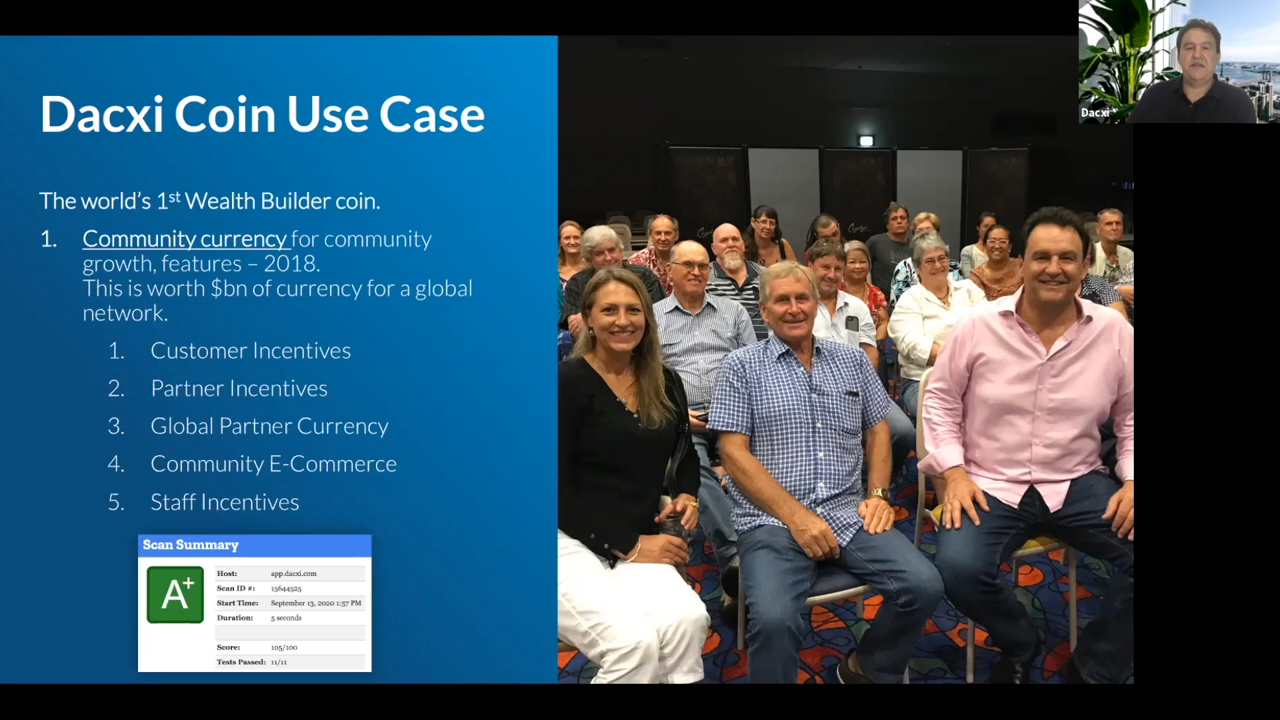 Dacxi Coin Use Case
The world's 1st Wealth Builder coin.
1. Community currency for community
growth, features – 2018.
This is worth $bn of currency for a global
network.
1. Customer Incentives
2. Partner Incentives
3. Global Partner Currency
4. Community E-Commerce
5. Staff Incentives
Scan Summary
A+
Host: app.dacxi.com
Scan ID #: 15644525
Start Time: September 13, 2020 1:57 PM
Duration: 5 seconds
Score: 105/100
Tests Passed: 11/11
Dacxi